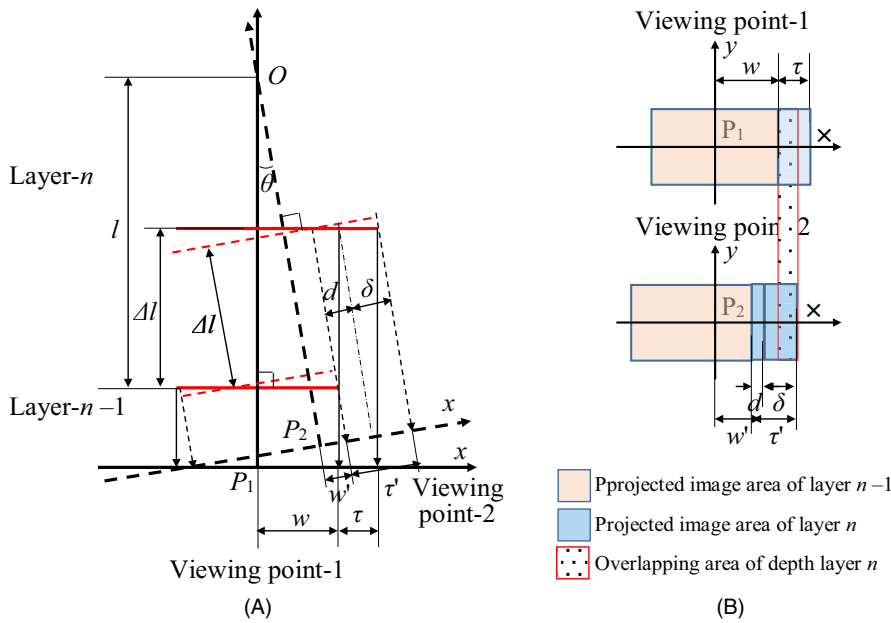 (A)
O
θ
Layer-n
l
Δl
Δl
d
δ
Layer-n –1
P2
x
x
P1
w'
τ'
Viewing
point-2
w
τ
Viewing point-1
(A)
Viewing point-1
y
w
τ
P1
×
Viewing point-2
y
P2
×
d
δ
w'
τ'
Pprojected image area of layer n –1
Projected image area of layer n
Overlapping area of depth layer n
(B)